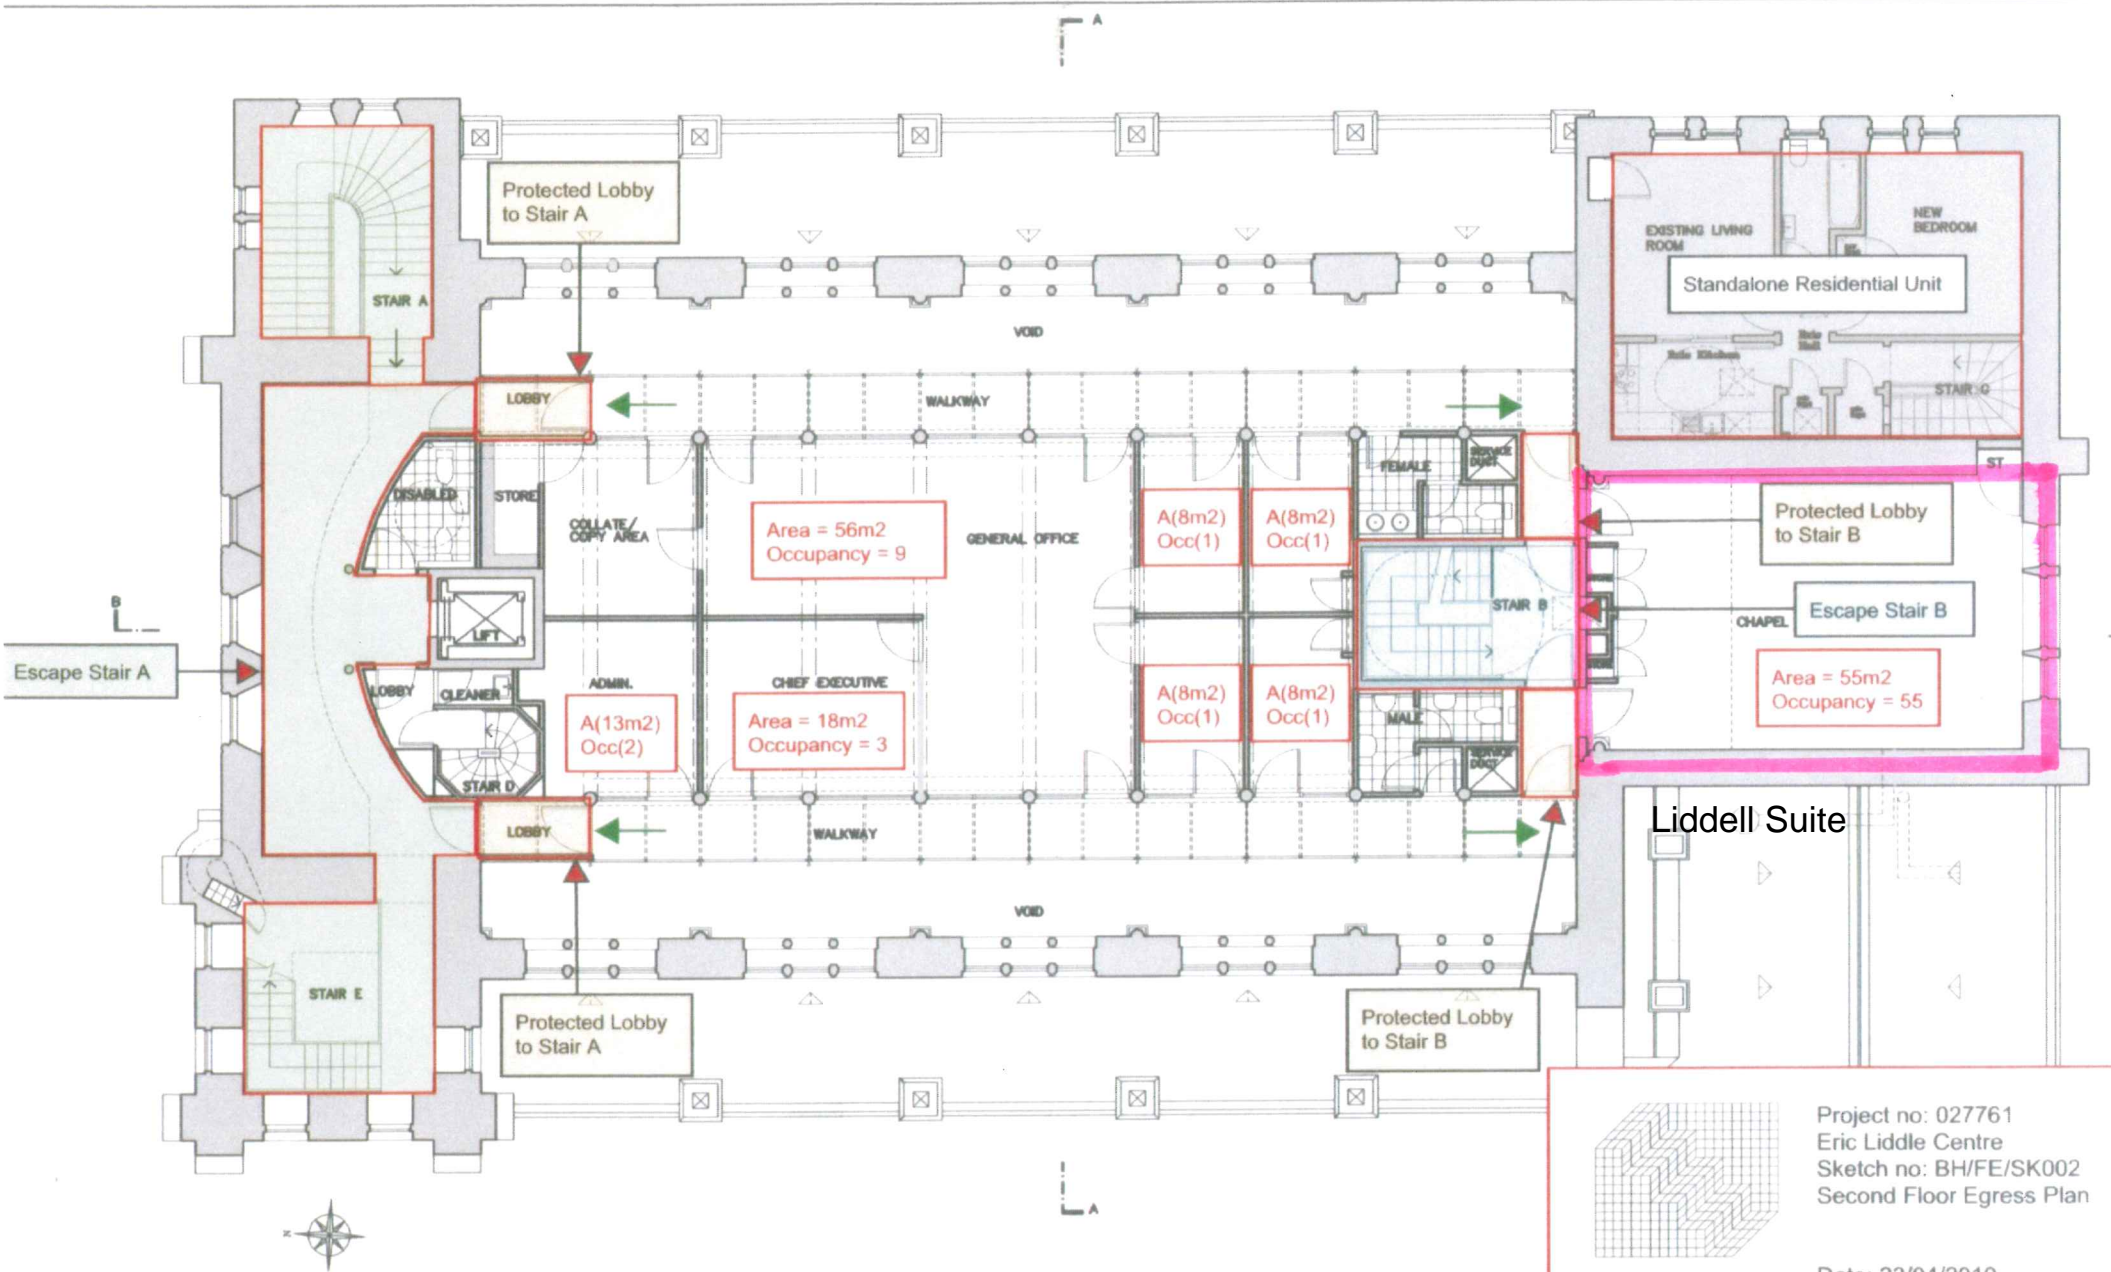 A
Protected Lobby
to Stair A
STAIR A
EXISTING LIVING
ROOM
NEW
BEDROOM
Standalone Residential Unit
VOID
STAIR G
LOBBY
WALKWAY
DISABLED
STORE
COLLATE/
COPY AREA
Area = 56m2
Occupancy = 9
GENERAL OFFICE
A(8m2)
Occ(1)
A(8m2)
Occ(1)
FEMALE
SERVICE
DUCT
ST
Protected Lobby
to Stair B
B
LIFT
STAIR B
Escape Stair B
CHAPEL
Escape Stair A
LOBBY
CLEANER
ADMIN.
A(13m2)
Occ(2)
CHIEF EXECUTIVE
Area = 18m2
Occupancy = 3
A(8m2)
Occ(1)
A(8m2)
Occ(1)
MALE
SERVICE
DUCT
Area = 55m2
Occupancy = 55
STAIR D
LOBBY
WALKWAY
Liddell Suite
VOID
STAIR E
Protected Lobby
to Stair A
Protected Lobby
to Stair B
A
N
Project no: 027761
Eric Liddle Centre
Sketch no: BH/FE/SK002
Second Floor Egress Plan